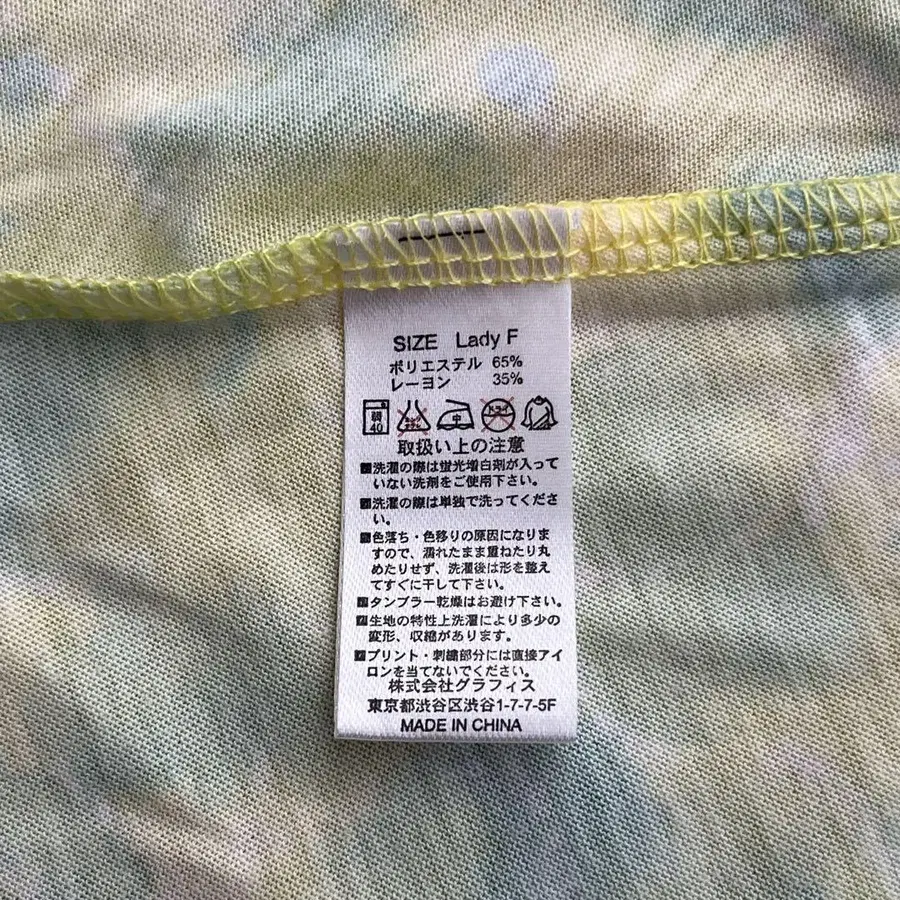 SIZE Lady F
ポリエステル 65%
レーヨン 35%
40
中
ドライ
取扱い上の注意
■洗濯の際は蛍光増白剤が入って
いない洗剤をご使用下さい。
■洗濯の際は単独で洗ってくださ
い。
■色落ち・色移りの原因になりま
すので、濡れたまま重ねたり丸
めたりせず、洗濯後は形を整え
てすぐに干して下さい。
■タンブラー乾燥はお避け下さい。
■生地の特性上洗濯により多少の
変形、収縮があります。
■プリント・刺繍部分には直接アイ
ロンを当てないでください。
株式会社グラフィス
東京都渋谷区渋谷1-7-7-5F
MADE IN CHINA